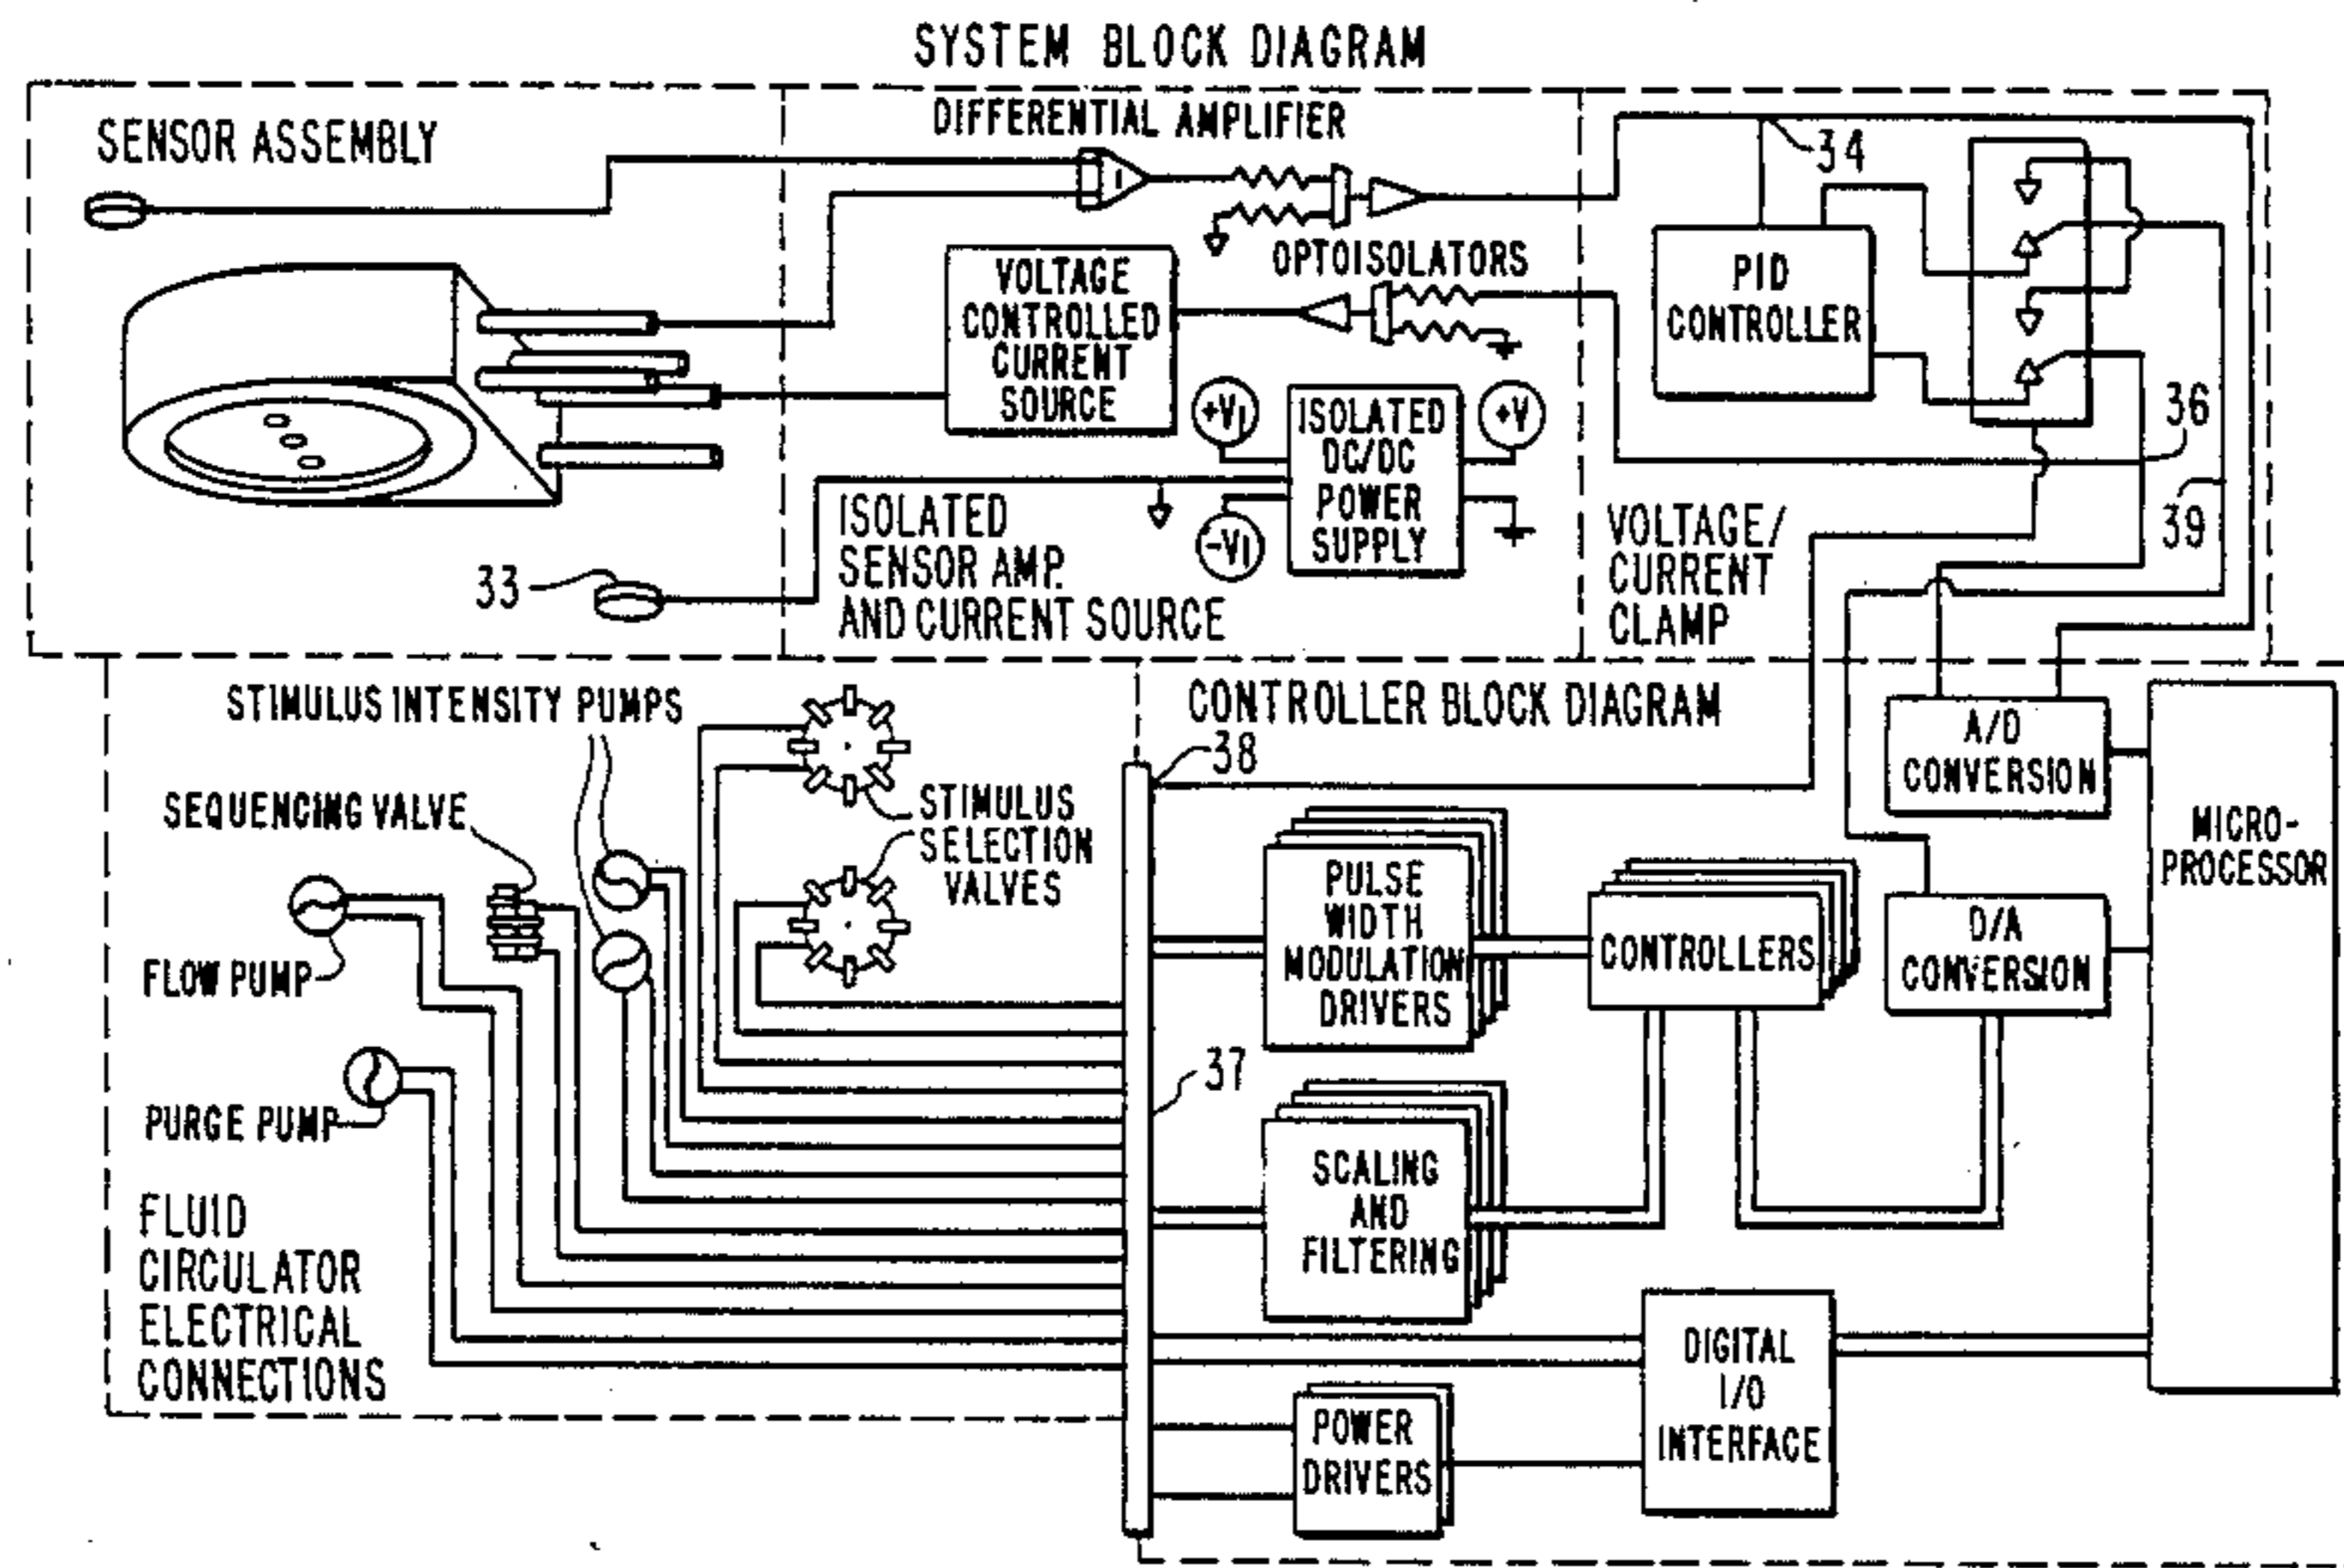 SYSTEM BLOCK DIAGRAM
SENSOR ASSEMBLY
DIFFERENTIAL AMPLIFIER
34
OPTOISOLATORS
VOLTAGE
CONTROLLED
CURRENT
SOURCE
PID
CONTROLLER
+VI
ISOLATED
DC/DC
POWER
SUPPLY
+V
-VI
36
39
33
ISOLATED
SENSOR AMP.
AND CURRENT SOURCE
VOLTAGE/
CURRENT
CLAMP
STIMULUS INTENSITY PUMPS
CONTROLLER BLOCK DIAGRAM
38
SEQUENCING VALVE
STIMULUS
SELECTION
VALVES
A/D
CONVERSION
MICRO-
PROCESSOR
PULSE
WIDTH
MODULATION
DRIVERS
CONTROLLERS
D/A
CONVERSION
FLOW PUMP
37
PURGE PUMP
SCALING
AND
FILTERING
FLUID
CIRCULATOR
ELECTRICAL
CONNECTIONS
DIGITAL
I/O
INTERFACE
POWER
DRIVERS